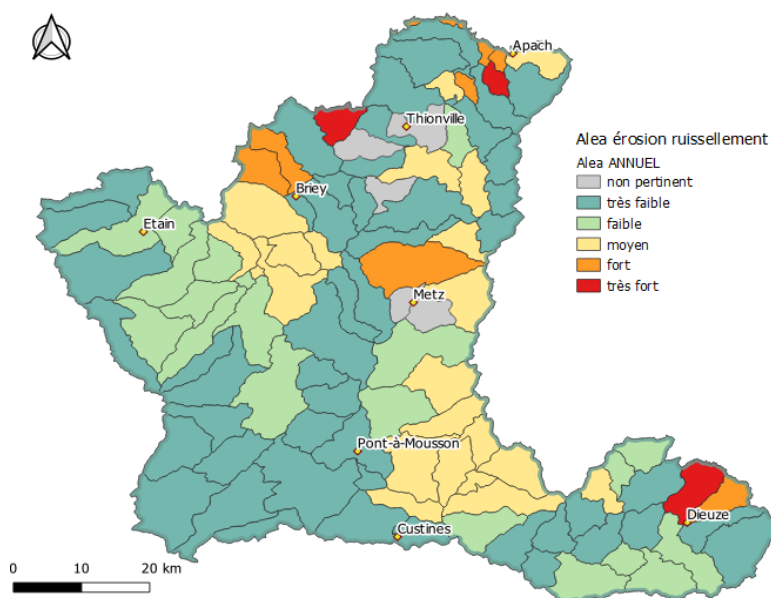 Apach
Thionville
Briey
Etain
Metz
Pont-à-Mousson
Custines
Dieuze
Alea érosion ruissellement
Alea ANNUEL
non pertinent
très faible
faible
moyen
fort
très fort
0 10 20 km